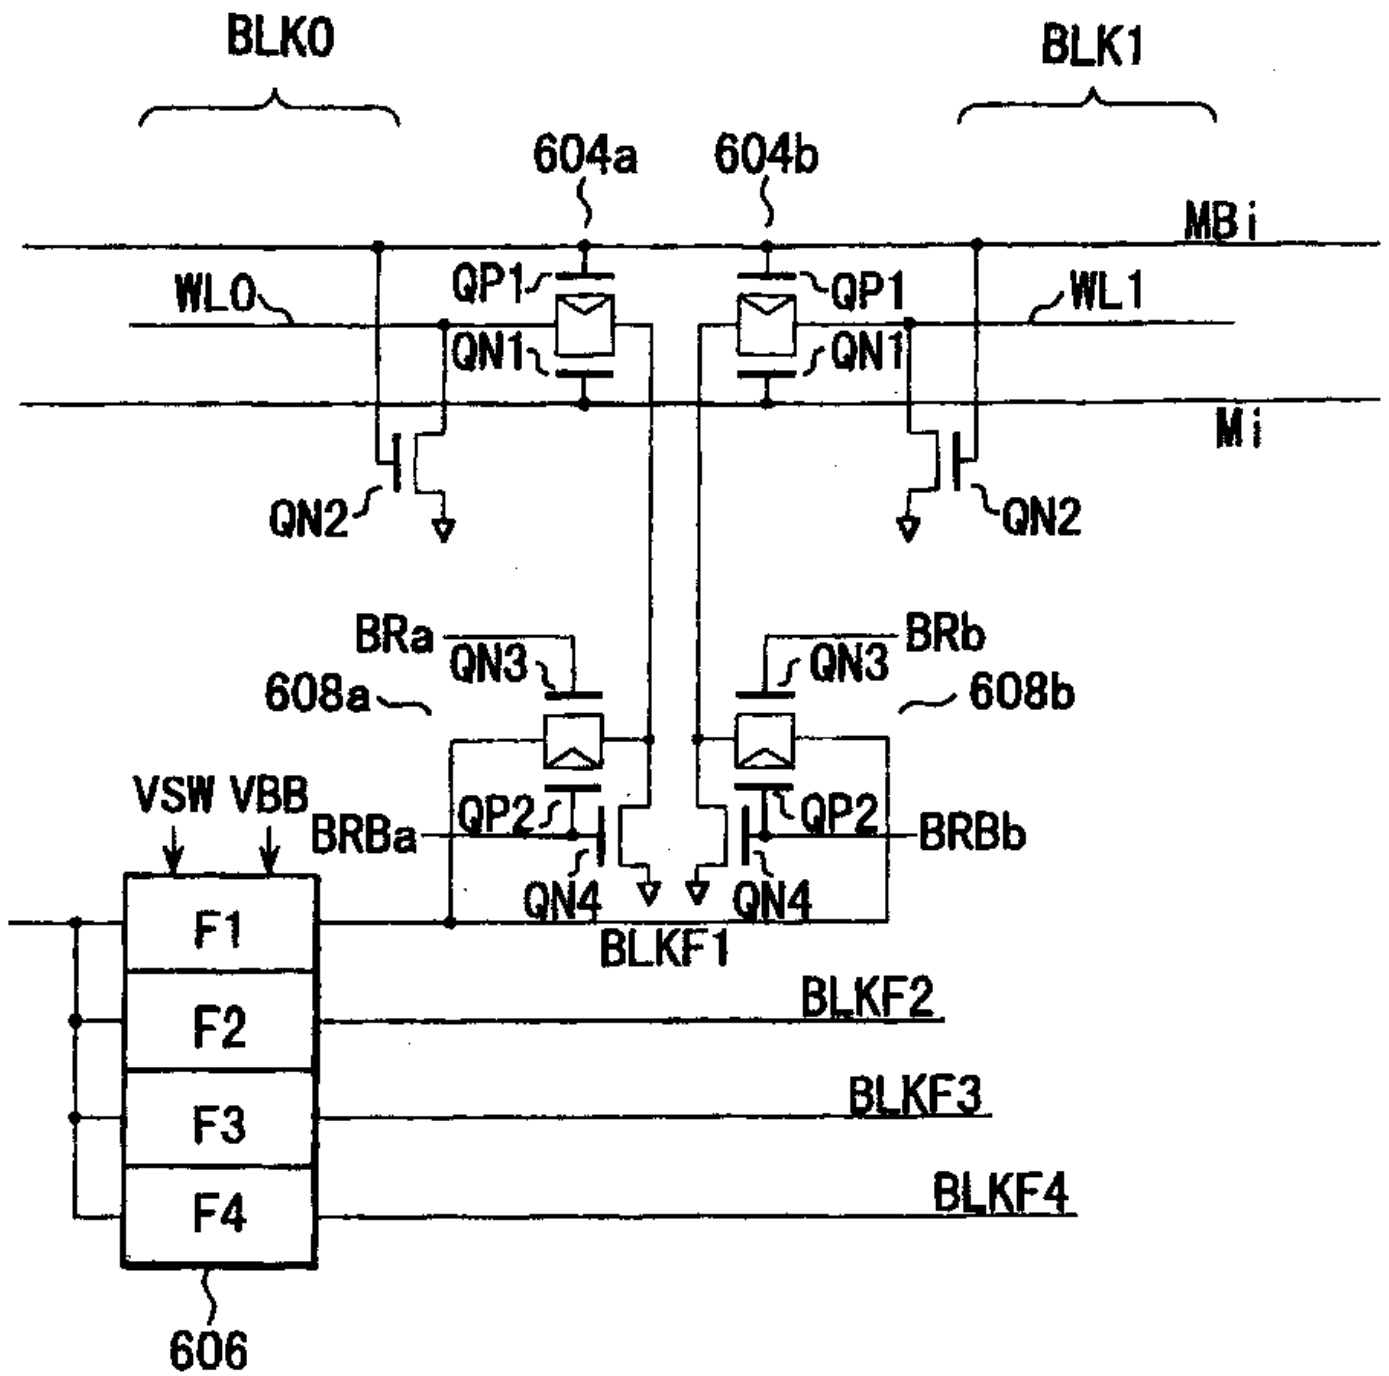 BLK0 BLK1
604a 604b
MBi
QP1 QP1
WL0 WL1
QN1 QN1
Mi
QN2 QN2
BRa BRb
QN3 QN3
608a 608b
VSW VBB
QP2 QP2
BRBa BRBb
QN4 QN4
F1
BLKF1
BLKF2
F2
BLKF3
F3
BLKF4
F4
606